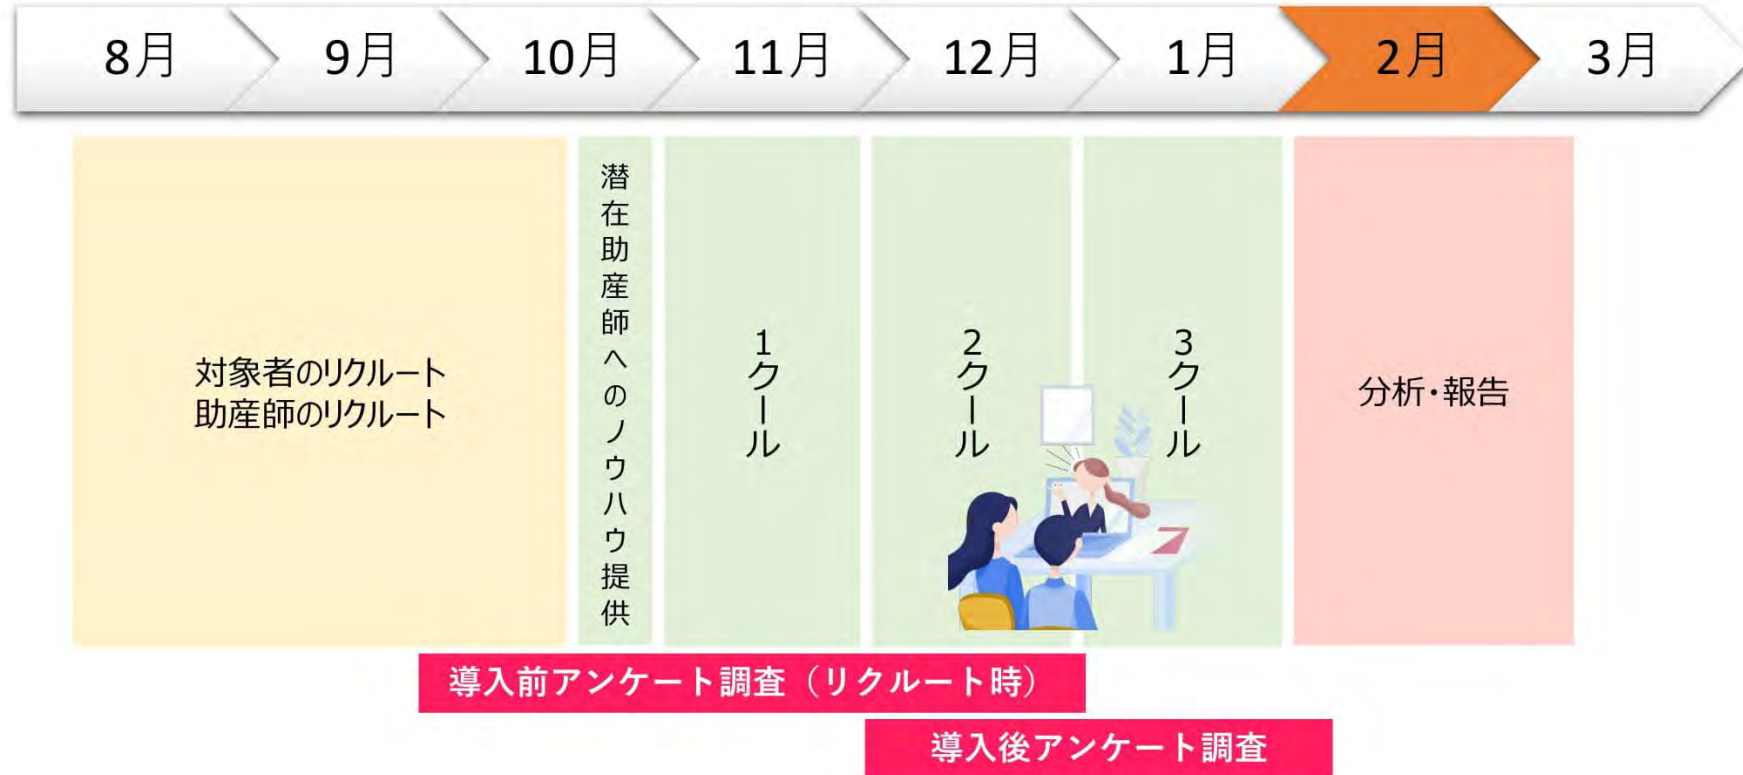 8月
9月
10月
11月
12月
1月
2月
3月
対象者のリクルート
助産師のリクルート
潜在助産師へのノウハウ提供
1クール
2クール
3クール
分析・報告
導入前アンケート調査（リクルート時）
導入後アンケート調査